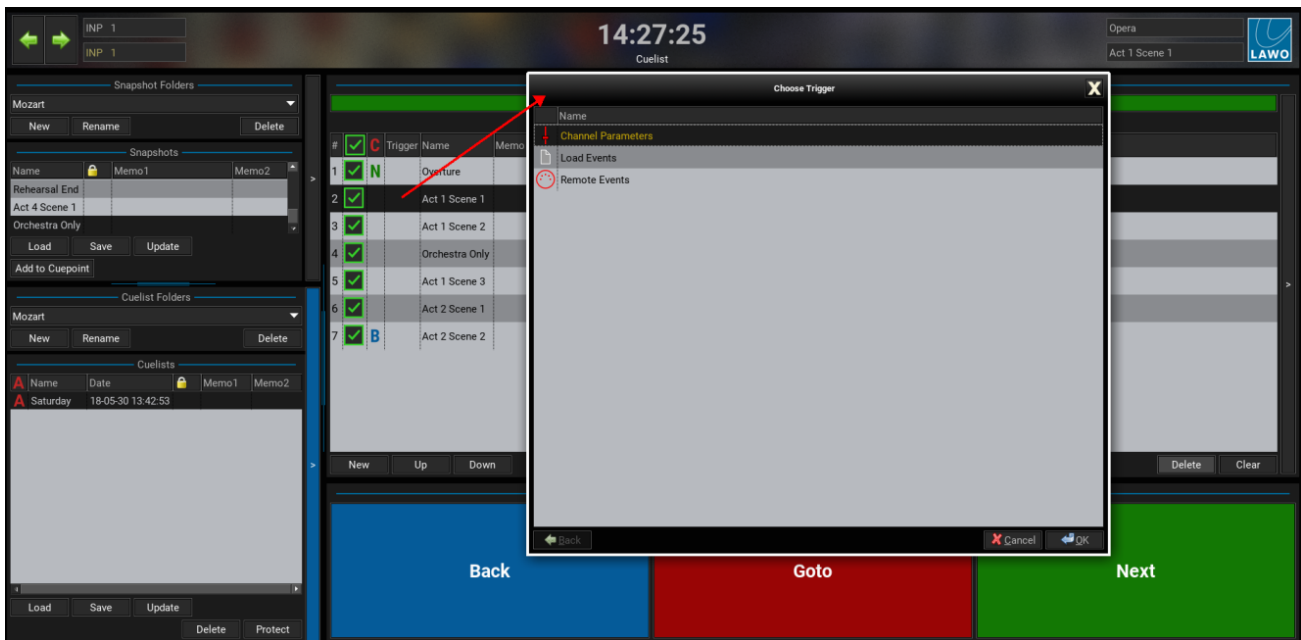 INP 1
INP 1
14:27:25
Cuelist
Opera
Act 1 Scene 1
LAWO
Snapshot Folders
Mozart
New Rename Delete
Snapshots
Name Memo1 Memo2
Rehearsal End
Act 4 Scene 1
Orchestra Only
Load Save Update
Add to Cuepoint
Cuelist Folders
Mozart
New Rename Delete
Cuelists
A Name Date Memo1 Memo2
A Saturday 18-05-30 13:42:53
Load Save Update
Delete Protect
>
>
# C Trigger Name Memo
1 N Overture
2 Act 1 Scene 1
3 Act 1 Scene 2
4 Orchestra Only
5 Act 1 Scene 3
6 Act 2 Scene 1
7 B Act 2 Scene 2
New Up Down
Delete Clear
>
Choose Trigger
X
Name
Channel Parameters
Load Events
Remote Events
Back Cancel OK
Back Goto Next